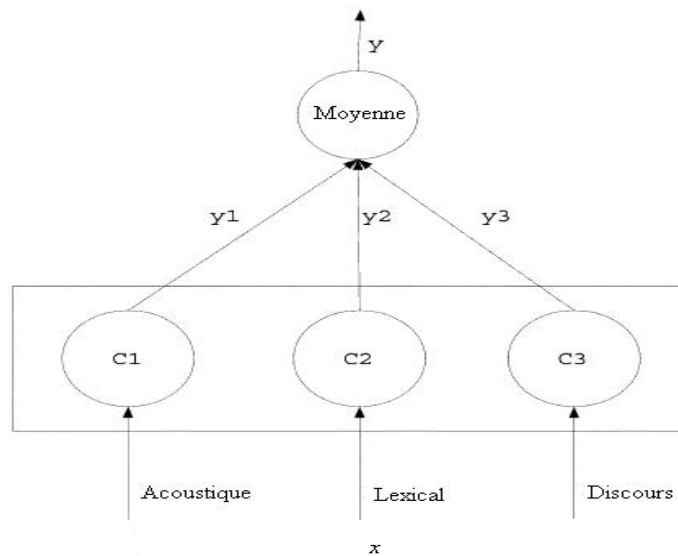 y
Moyenne
y1 y2 y3
C1 C2 C3
Acoustique Lexical Discours
x